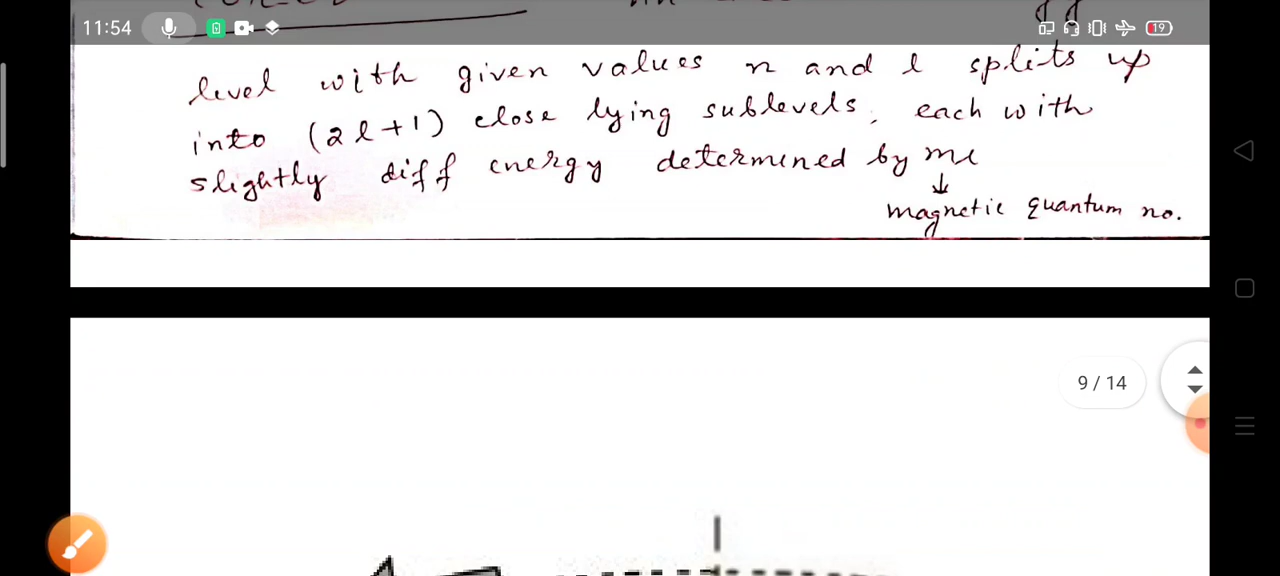 11:54
19
level with given values n and l splits up
into (2l+1) close lying sublevels, each with
slightly diff energy determined by ml
↓
magnetic quantum no.
9 / 14